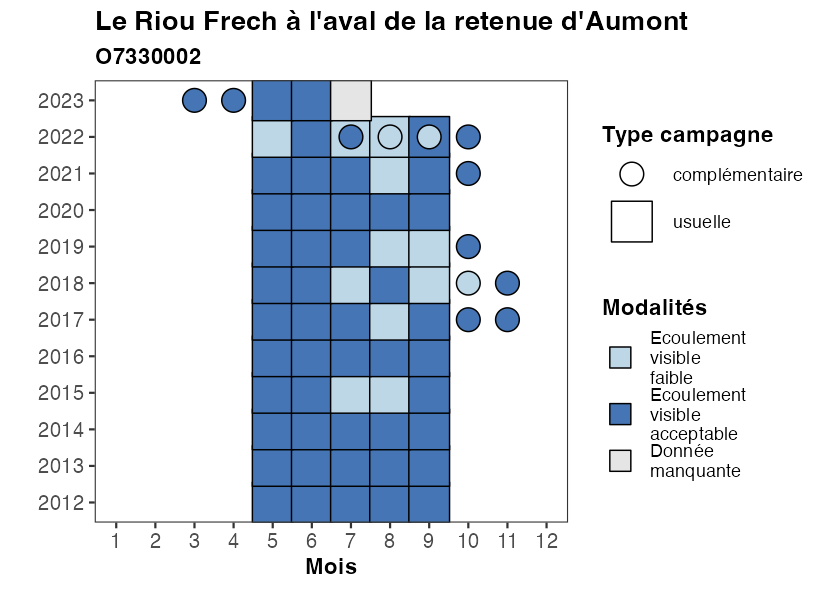 Le Riou Frech à l'aval de la retenue d'Aumont
O7330002
2023
2022
2021
2020
2019
2018
2017
2016
2015
2014
2013
2012
1 2 3 4 5 6 7 8 9 10 11 12
Mois
Type campagne
complémentaire
usuelle
Modalités
Ecoulement
visible
faible
Ecoulement
visible
acceptable
Donnée
manquante